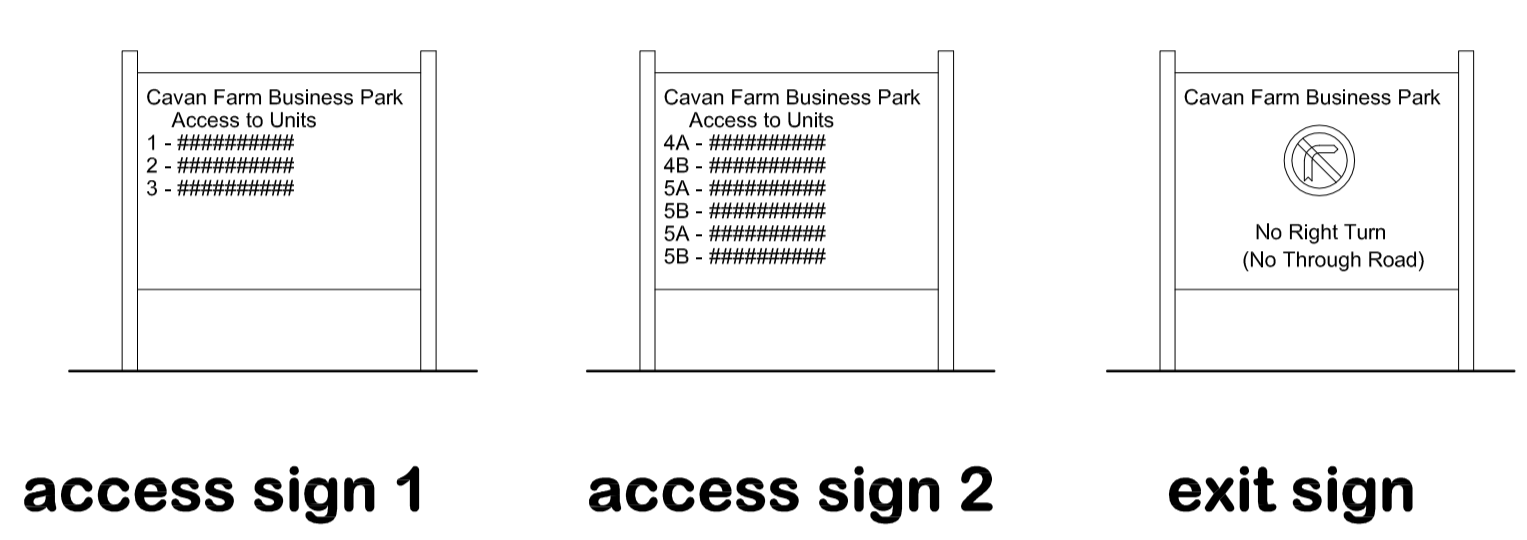 Cavan Farm Business Park
Access to Units
1 - ##########
2 - ##########
3 - ##########
Cavan Farm Business Park
Access to Units
4A - ##########
4B - ##########
5A - ##########
5B - ##########
5A - ##########
5B - ##########
Cavan Farm Business Park
No Right Turn
(No Through Road)
access sign 1
access sign 2
exit sign